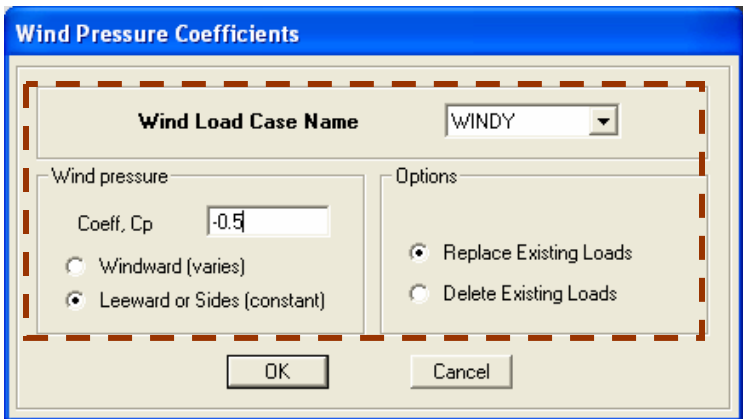 Wind Pressure Coefficients
Wind Load Case Name WINDY
Wind pressure
Coeff, Cp -0.5
Windward (varies)
Leeward or Sides (constant)
Options
Replace Existing Loads
Delete Existing Loads
OK Cancel